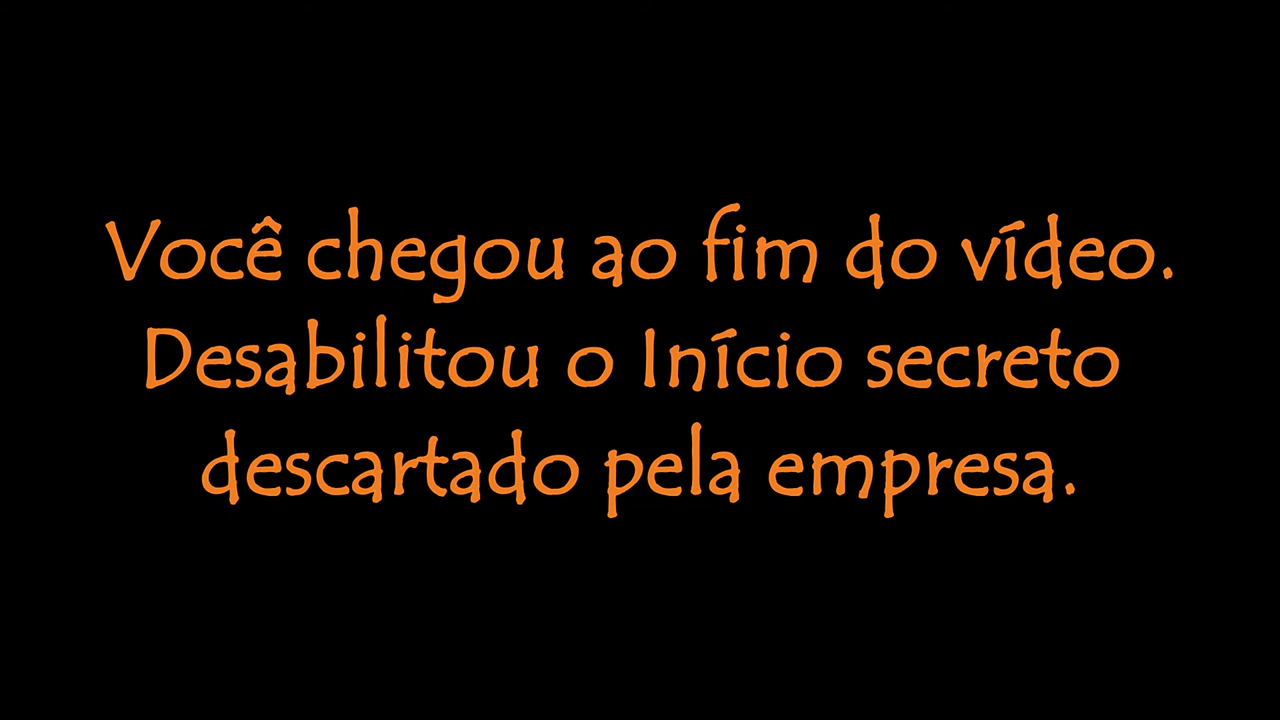 Você chegou ao fim do vídeo.
Desabilitou o Início secreto
descartado pela empresa.